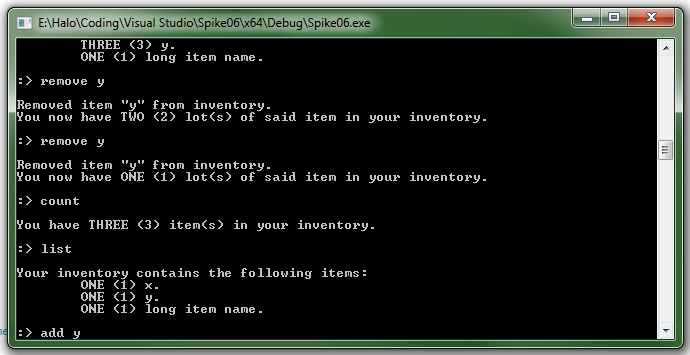 E:\Halo\Coding\Visual Studio\Spike06\x64\Debug\Spike06.exe
THREE (3) y.
ONE (1) long item name.
:> remove y
Removed item "y" from inventory.
You now have TWO (2) lot(s) of said item in your inventory.
:> remove y
Removed item "y" from inventory.
You now have ONE (1) lot(s) of said item in your inventory.
:> count
You have THREE (3) item(s) in your inventory.
:> list
Your inventory contains the following items:
ONE (1) x.
ONE (1) y.
ONE (1) long item name.
:> add y